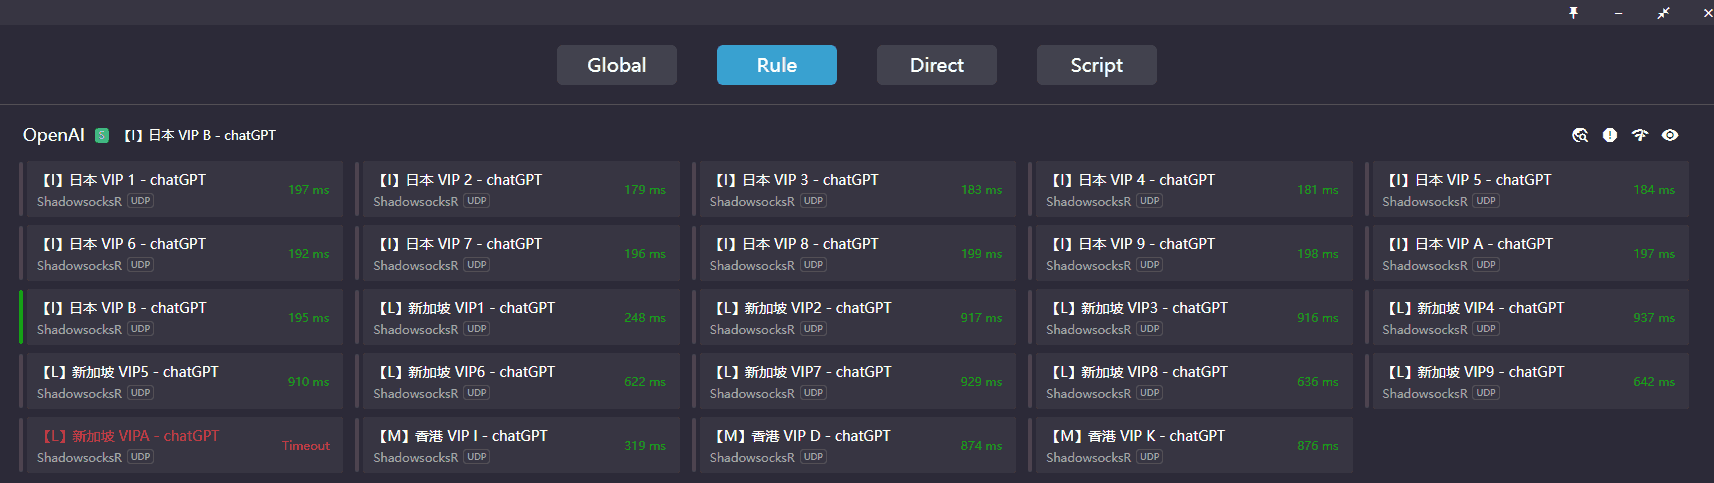 Global Rule Direct Script
OpenAI S 【I】日本 VIP B - chatGPT
【I】日本 VIP 1 - chatGPT
ShadowsocksR UDP
197 ms
【I】日本 VIP 2 - chatGPT
ShadowsocksR UDP
179 ms
【I】日本 VIP 3 - chatGPT
ShadowsocksR UDP
183 ms
【I】日本 VIP 4 - chatGPT
ShadowsocksR UDP
181 ms
【I】日本 VIP 5 - chatGPT
ShadowsocksR UDP
184 ms
【I】日本 VIP 6 - chatGPT
ShadowsocksR UDP
192 ms
【I】日本 VIP 7 - chatGPT
ShadowsocksR UDP
196 ms
【I】日本 VIP 8 - chatGPT
ShadowsocksR UDP
199 ms
【I】日本 VIP 9 - chatGPT
ShadowsocksR UDP
198 ms
【I】日本 VIP A - chatGPT
ShadowsocksR UDP
197 ms
【I】日本 VIP B - chatGPT
ShadowsocksR UDP
195 ms
【L】新加坡 VIP1 - chatGPT
ShadowsocksR UDP
248 ms
【L】新加坡 VIP2 - chatGPT
ShadowsocksR UDP
917 ms
【L】新加坡 VIP3 - chatGPT
ShadowsocksR UDP
916 ms
【L】新加坡 VIP4 - chatGPT
ShadowsocksR UDP
937 ms
【L】新加坡 VIP5 - chatGPT
ShadowsocksR UDP
910 ms
【L】新加坡 VIP6 - chatGPT
ShadowsocksR UDP
622 ms
【L】新加坡 VIP7 - chatGPT
ShadowsocksR UDP
929 ms
【L】新加坡 VIP8 - chatGPT
ShadowsocksR UDP
636 ms
【L】新加坡 VIP9 - chatGPT
ShadowsocksR UDP
642 ms
【L】新加坡 VIPA - chatGPT
ShadowsocksR UDP
Timeout
【M】香港 VIP I - chatGPT
ShadowsocksR UDP
319 ms
【M】香港 VIP D - chatGPT
ShadowsocksR UDP
874 ms
【M】香港 VIP K - chatGPT
ShadowsocksR UDP
876 ms